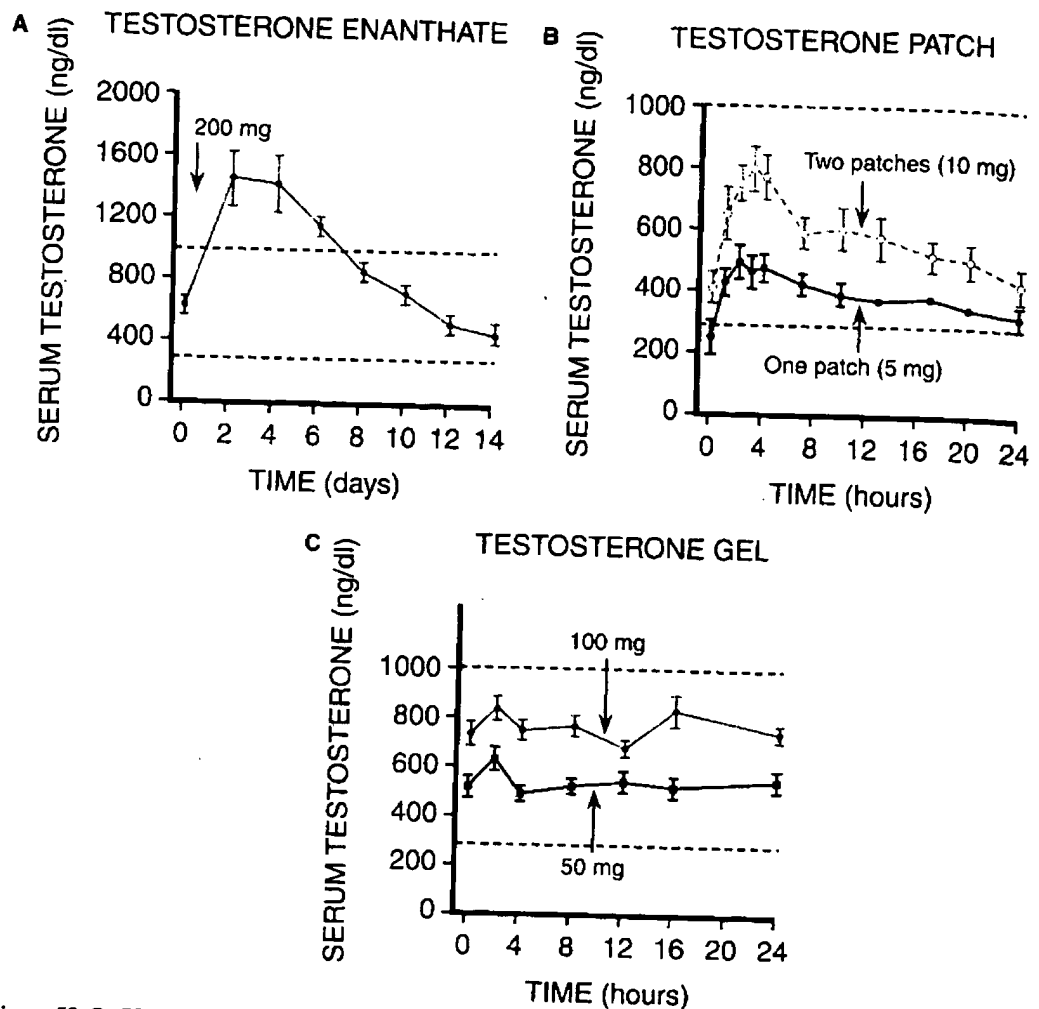 A TESTOSTERONE ENANTHATE
SERUM TESTOSTERONE (ng/dl)
2000
1600
1200
800
400
0
200 mg
0 2 4 6 8 10 12 14
TIME (days)
B TESTOSTERONE PATCH
SERUM TESTOSTERONE (ng/dl)
1000
800
600
400
200
0
Two patches (10 mg)
One patch (5 mg)
0 4 8 12 16 20 24
TIME (hours)
C TESTOSTERONE GEL
SERUM TESTOSTERONE (ng/dl)
1000
800
600
400
200
0
100 mg
50 mg
0 4 8 12 16 20 24
TIME (hours)